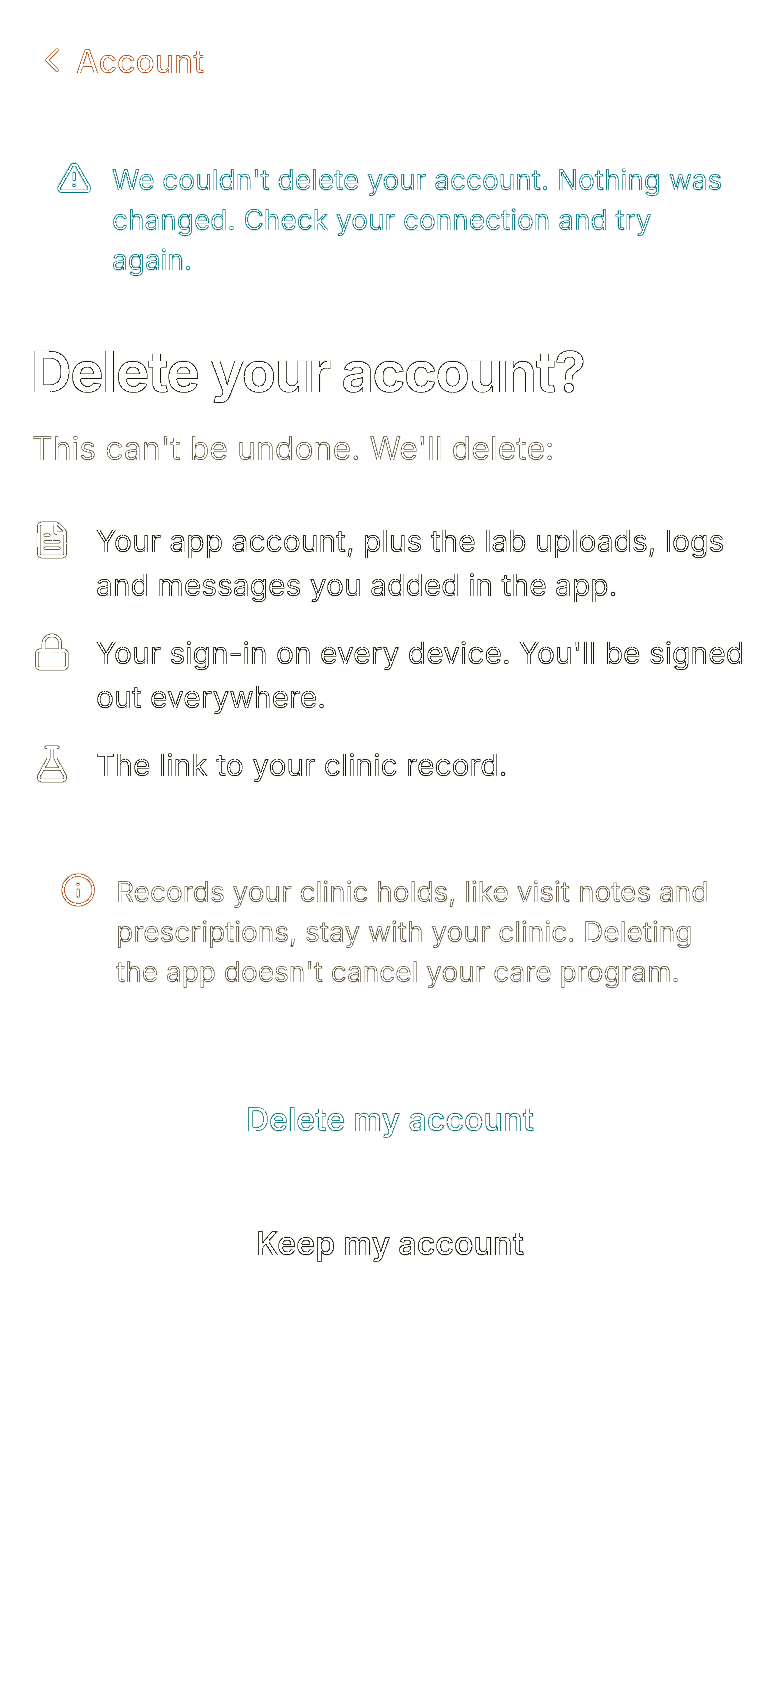 Account
We couldn't delete your account. Nothing was
changed. Check your connection and try
again.
Delete your account?
This can't be undone. We'll delete:
Your app account, plus the lab uploads, logs
and messages you added in the app.
Your sign-in on every device. You'll be signed
out everywhere.
The link to your clinic record.
Records your clinic holds, like visit notes and
prescriptions, stay with your clinic. Deleting
the app doesn't cancel your care program.
Delete my account
Keep my account